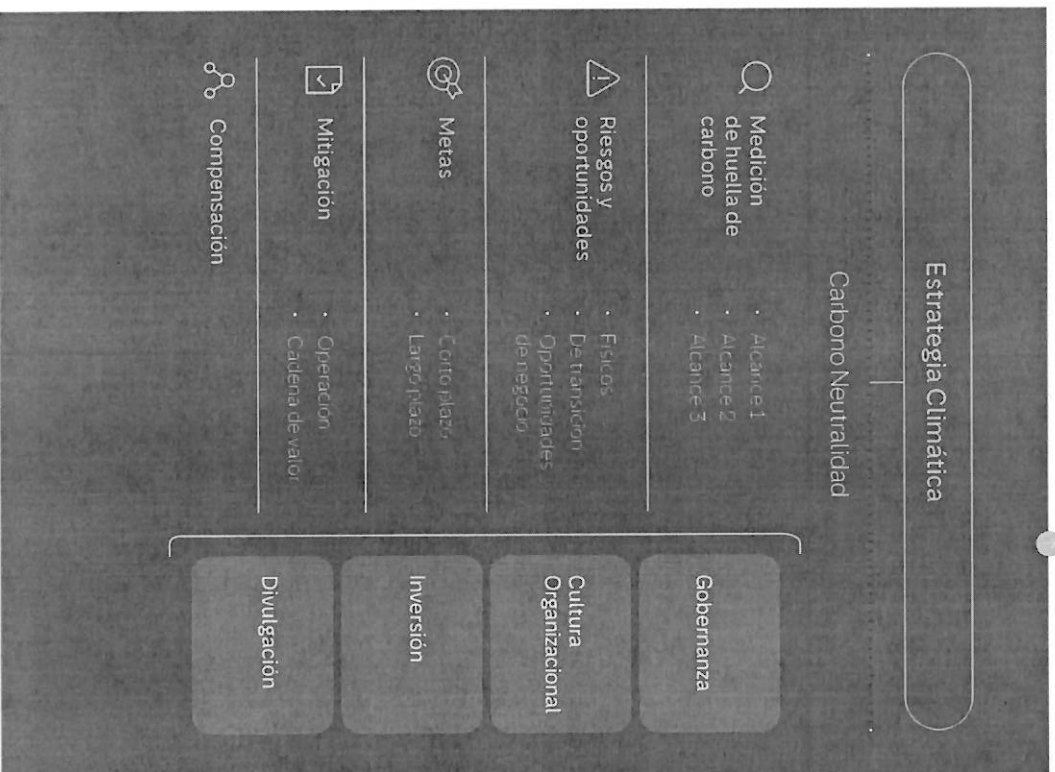 Estrategia Climática
Carbono Neutralidad
Medición
de huella de
carbono
• Alcance 1
• Alcance 2
• Alcance 3
Riesgos y
oportunidades
• Físicos
• De transición
• Oportunidades
de negocio
Metas
• Corto plazo
• Largo plazo
Mitigación
• Operación
• Cadena de valor
Compensación
Gobernanza
Cultura
Organizacional
Inversión
Divulgación